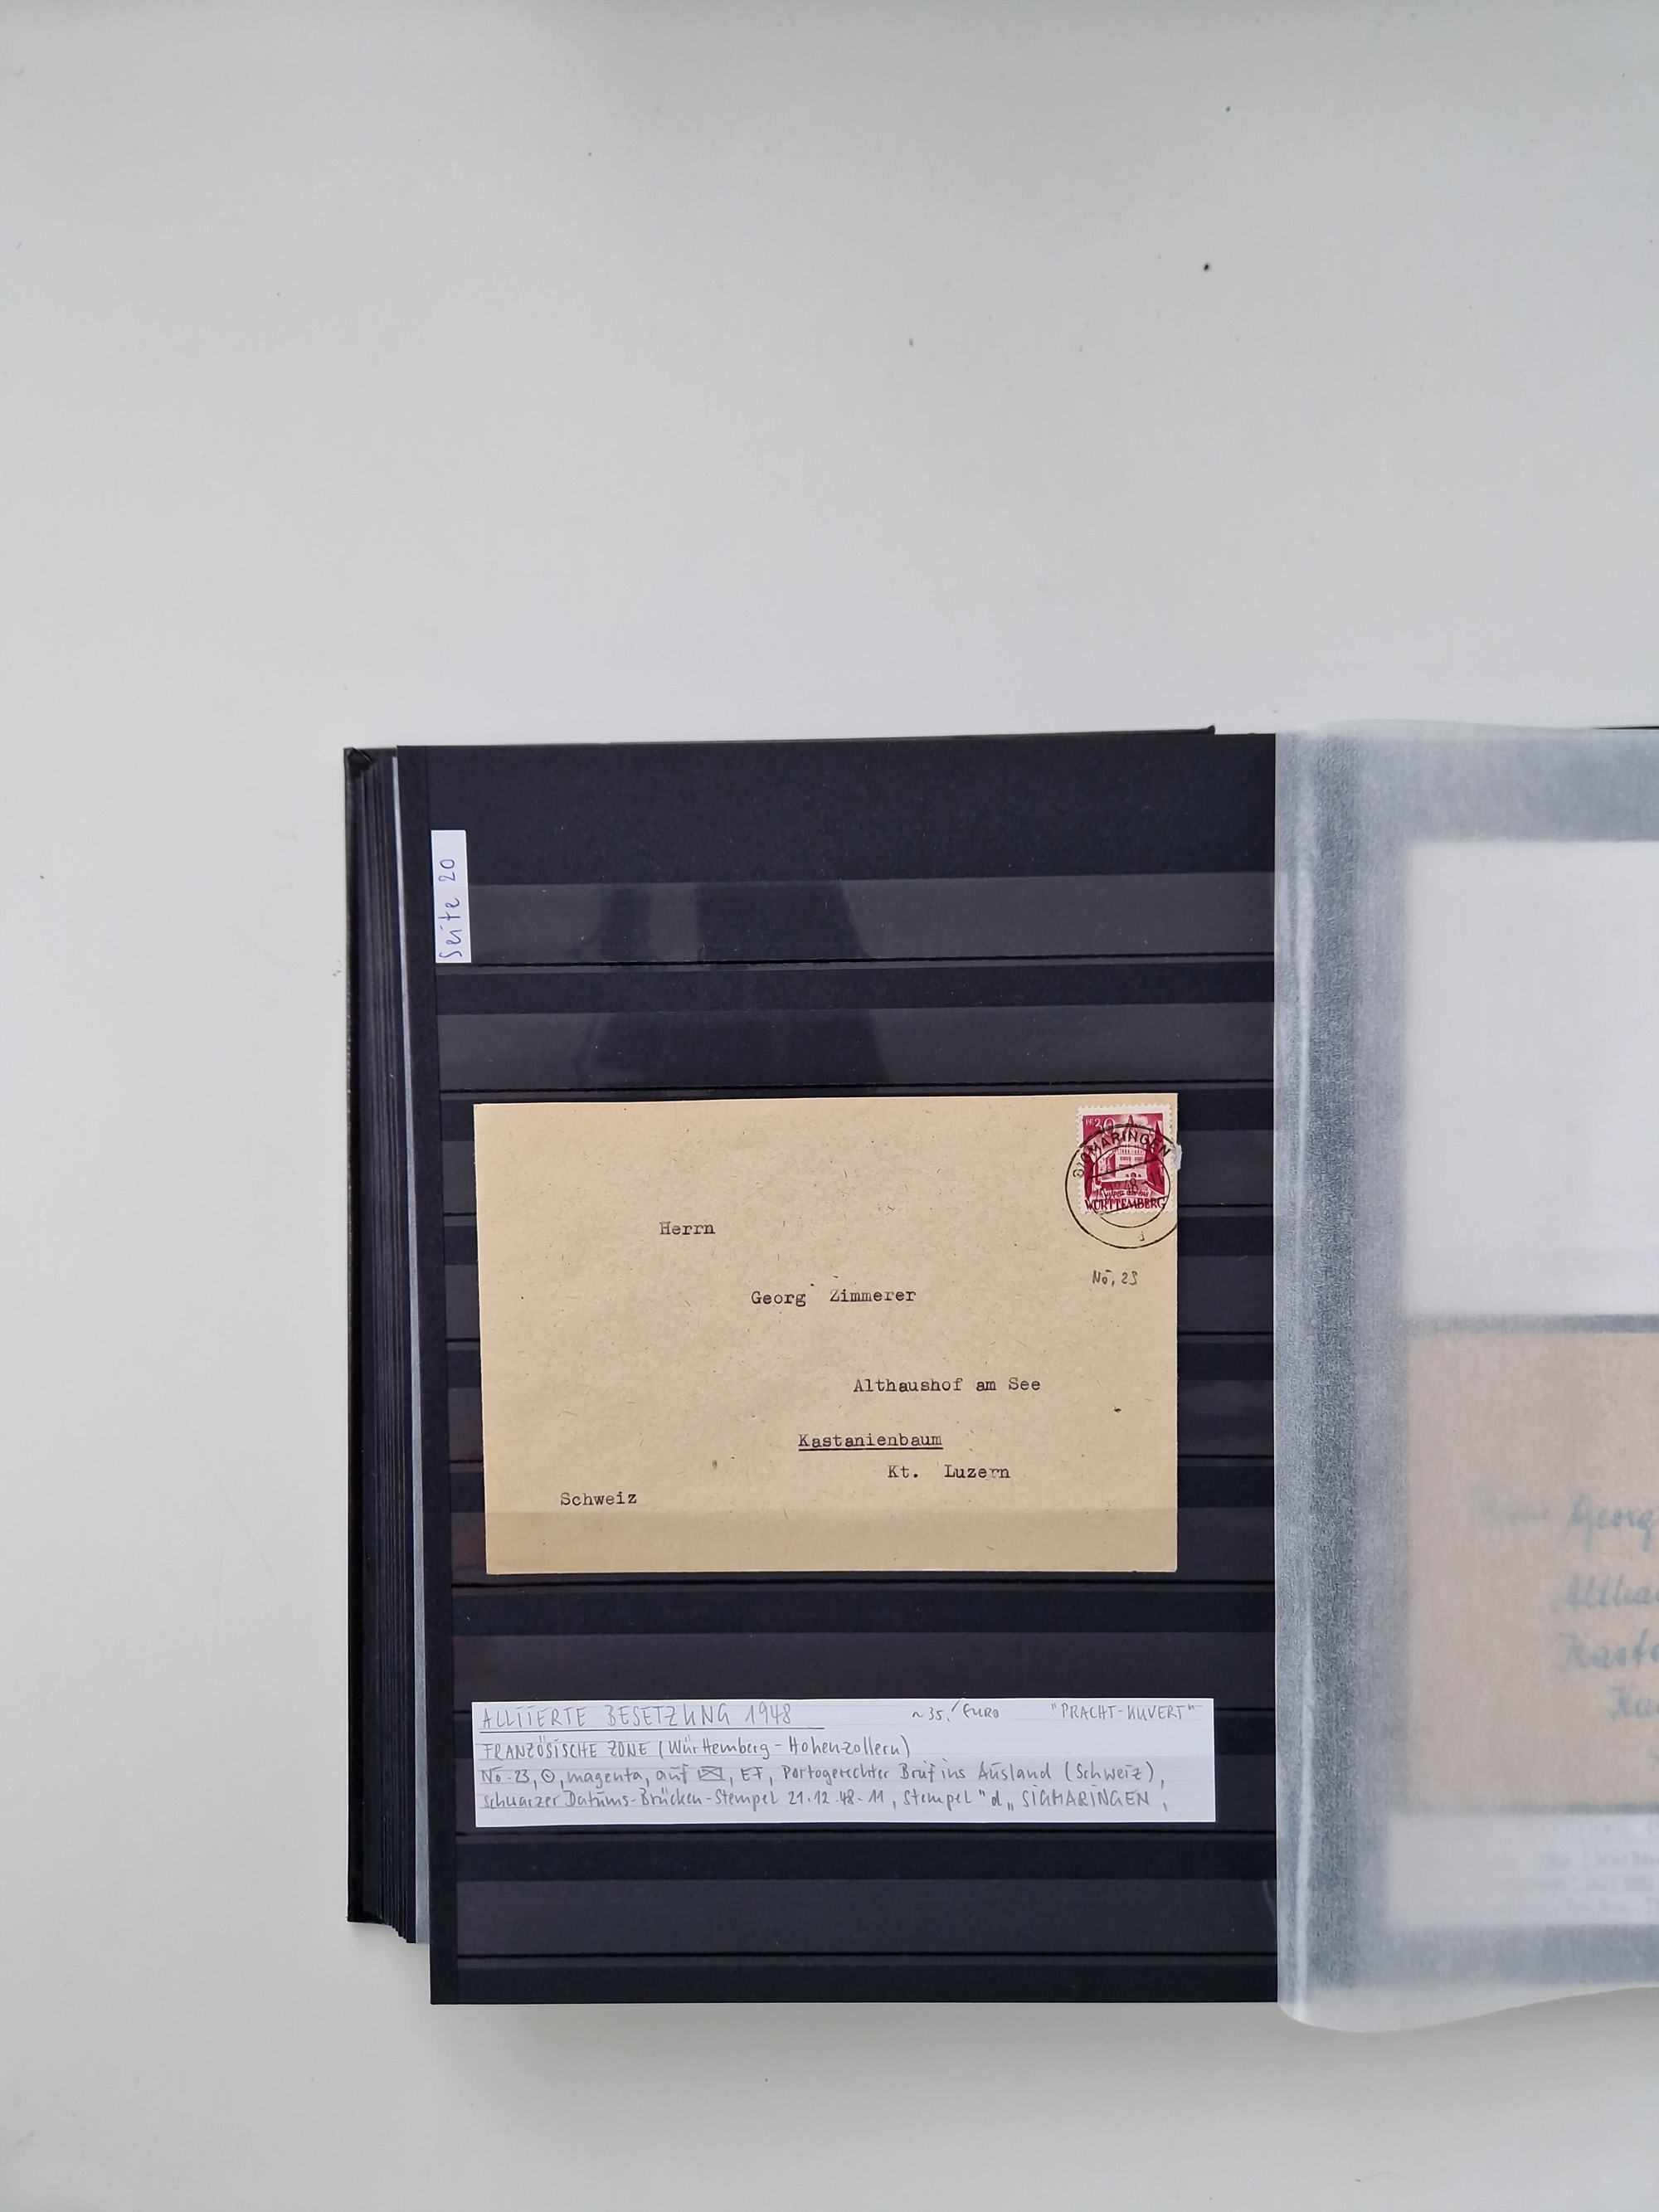 Seite 20
30
SIGMARINGEN
WÜRTTEMBERG
No, 23
Herrn
Georg Zimmerer
Althaushof am See
Kastanienbaum
Kt. Luzern
Schweiz
ALLIIERTE BESETZUNG 1948 ~35,- EURO "PRACHT-KUVERT"
FRANZÖSISCHE ZONE (Württemberg-Hohenzollern)
No-23, magenta, auf EF, Portogerechter Brief ins Ausland (Schweiz),
schwarzer Datums-Brücken-Stempel 21.12.48-11, Stempel "d" SIGMARINGEN,
Georg